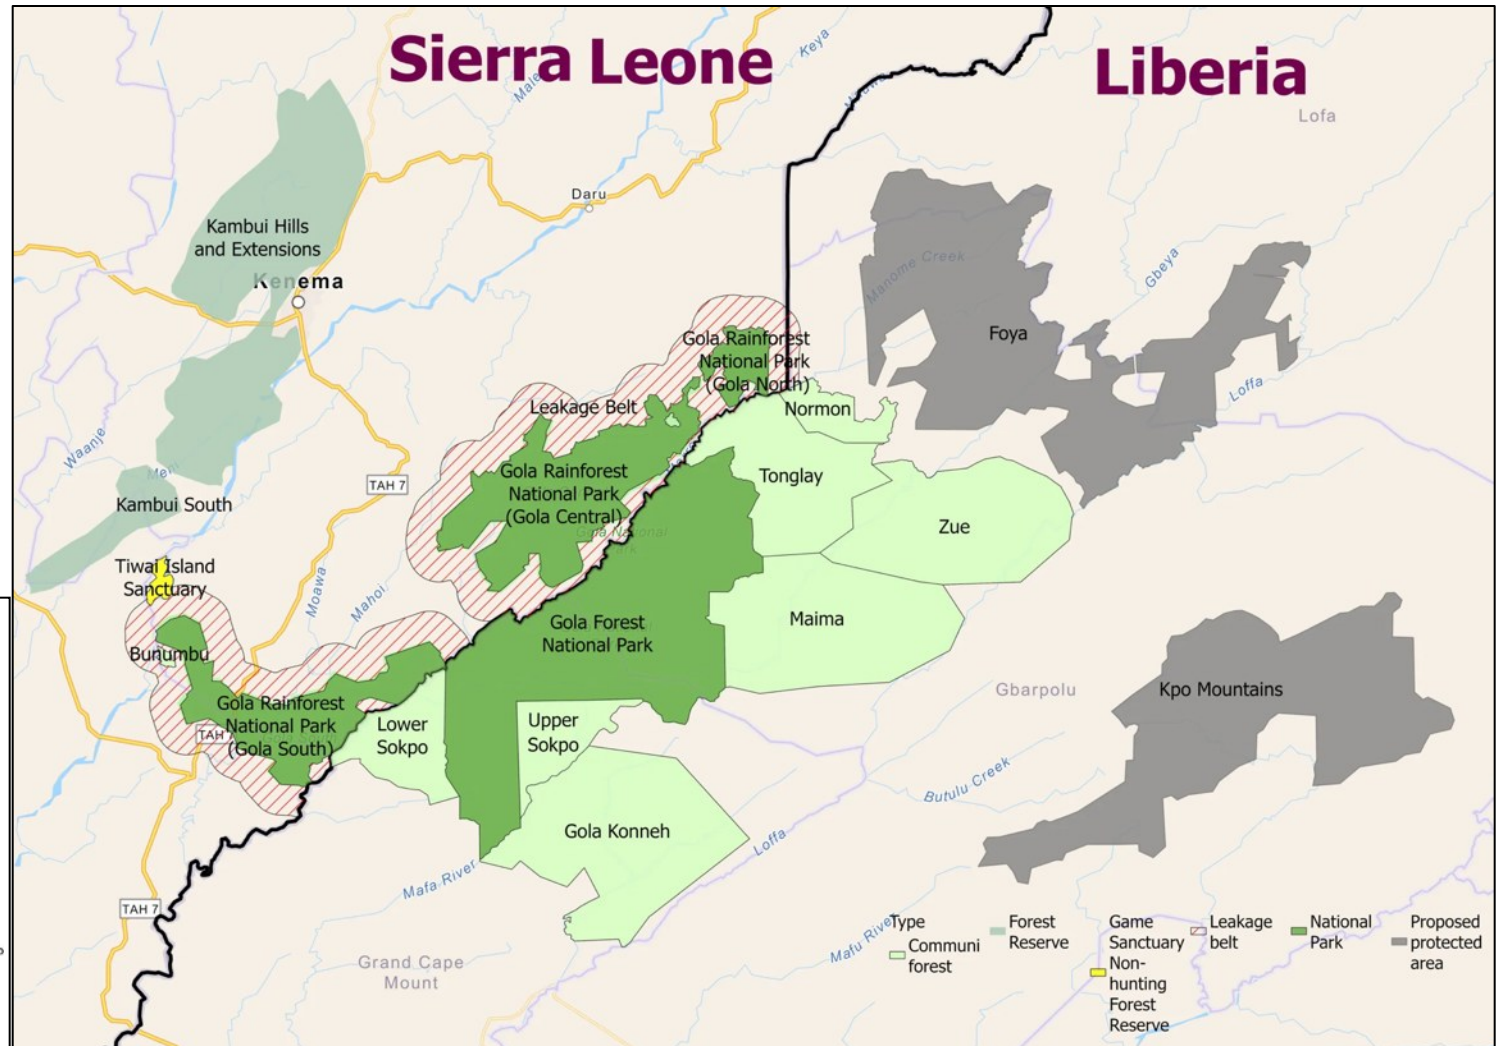 Sierra Leone
Liberia
Keya
Male
Lofa
Daru
Kambui Hills
and Extensions
Kenema
Manome Creek
Gbeya
Foya
Gola Rainforest
National Park
(Gola North)
Leakage Belt
Normon
Loffa
Waanje
Meni
TAH 7
Gola Rainforest
National Park
(Gola Central)
Gola National
Park
Tonglay
Kambui South
Zue
Tiwai Island
Sanctuary
Moawa
Mahoi
Gola Forest
National Park
Maima
Bunumbu
Gbarpolu
Kpo Mountains
Gola Rainforest
National Park
(Gola South)
TAH
Lower
Sokpo
Upper
Sokpo
Butulu Creek
Gola Konneh
Loffa
Mafa River
TAH 7
Mafu River
Grand Cape
Mount
Type
Communi
forest
Forest
Reserve
Game
Sanctuary
Non-
hunting
Forest
Reserve
Leakage
belt
National
Park
Proposed
protected
area